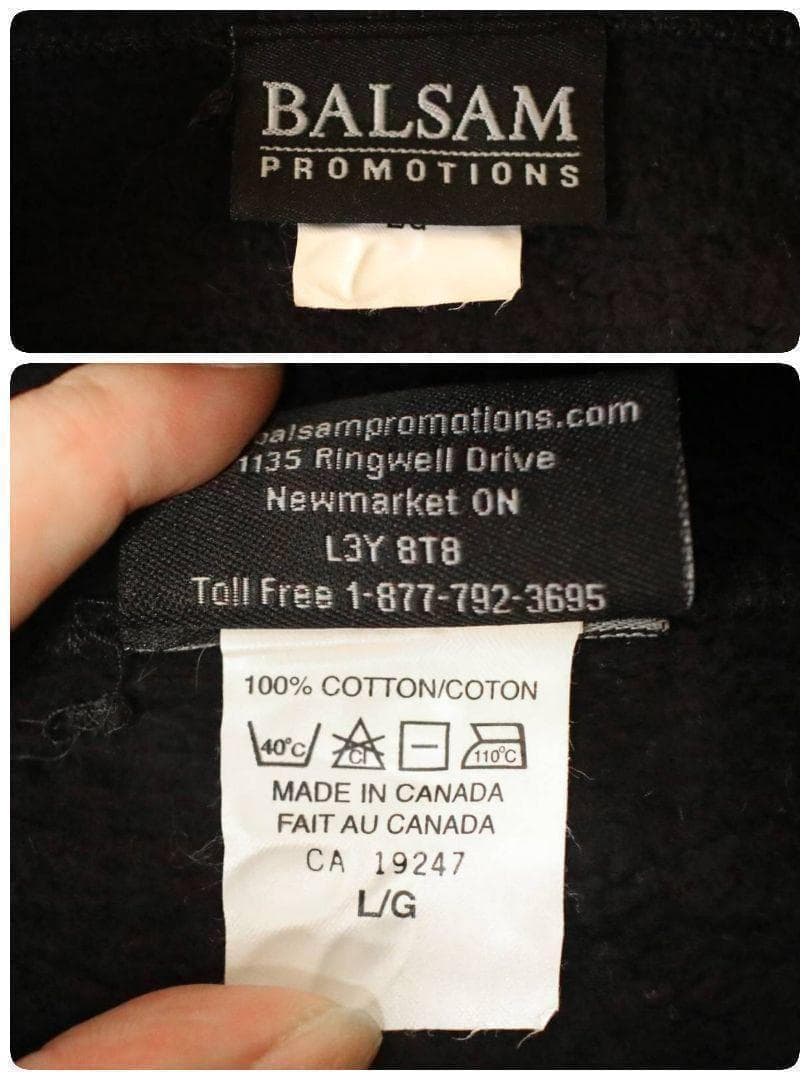 BALSAM
PROMOTIONS
balsampromotions.com
1135 Ringwell Drive
Newmarket ON
L3Y 8T8
Toll Free 1-877-792-3695
100% COTTON/COTON
40°C Cl 110°C
MADE IN CANADA
FAIT AU CANADA
CA 19247
L/G